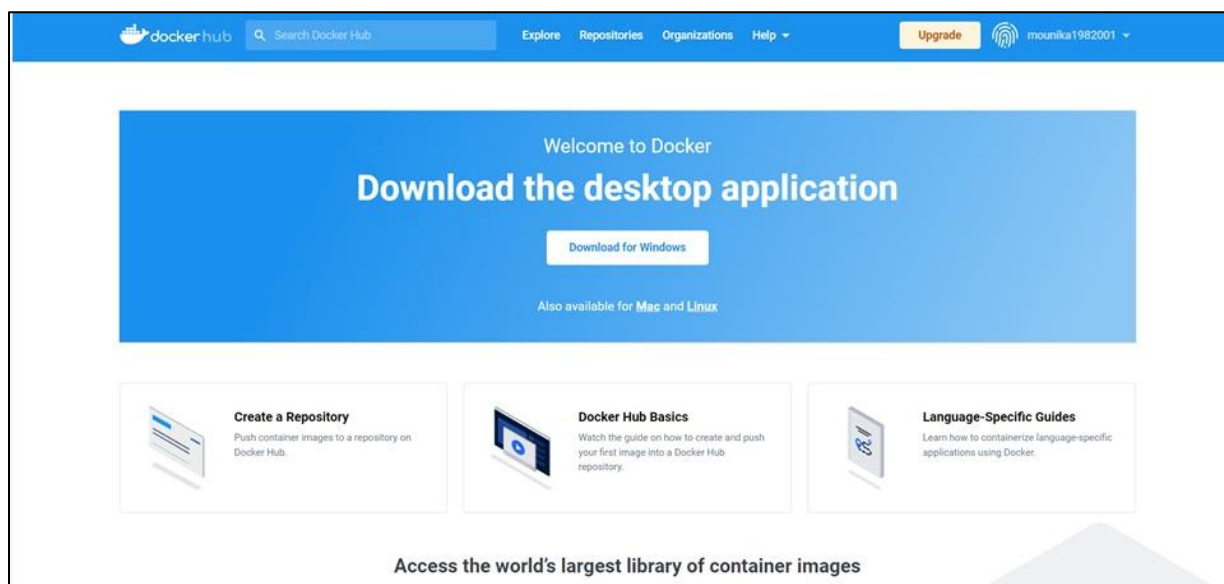 dockerhub Search Docker Hub Explore Repositories Organizations Help Upgrade mounika1982001
Welcome to Docker
Download the desktop application
Download for Windows
Also available for Mac and Linux
Create a Repository
Push container images to a repository on
Docker Hub.
Docker Hub Basics
Watch the guide on how to create and push
your first image into a Docker Hub
repository.
Language-Specific Guides
Learn how to containerize language-specific
applications using Docker.
Access the world's largest library of container images